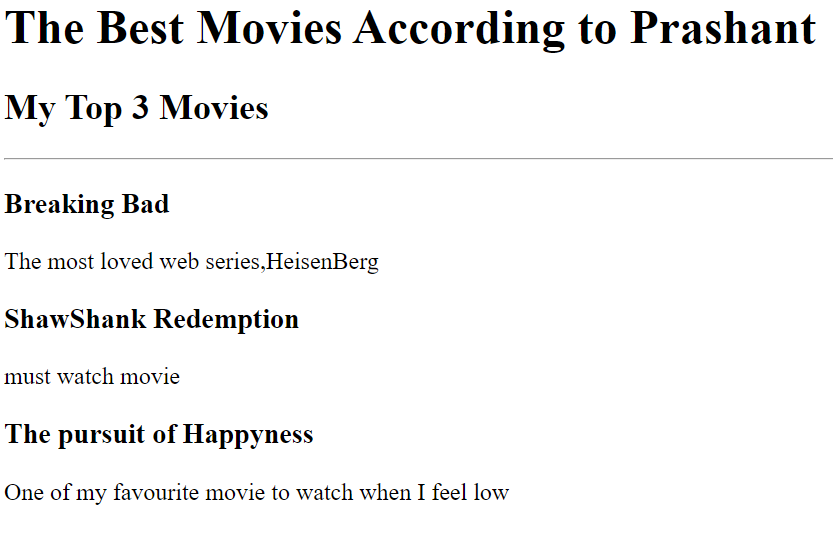 The Best Movies According to Prashant
My Top 3 Movies
Breaking Bad
The most loved web series,HeisenBerg
ShawShank Redemption
must watch movie
The pursuit of Happyness
One of my favourite movie to watch when I feel low